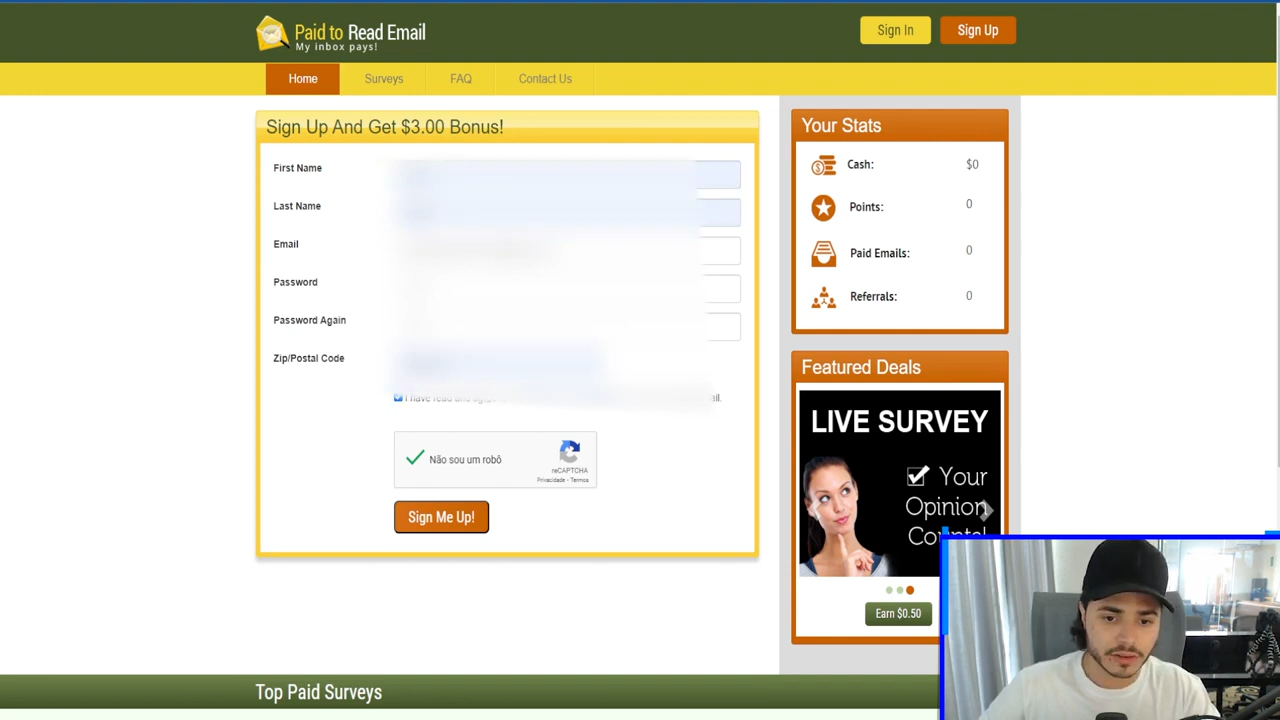 Paid to Read Email
My inbox pays!
Sign In
Sign Up
Home
Surveys
FAQ
Contact Us
Sign Up And Get $3.00 Bonus!
First Name
Last Name
Email
Password
Password Again
Zip/Postal Code
I have read and
Não sou um robô
reCAPTCHA
Privacidade - Termos
Sign Me Up!
Your Stats
Cash: $0
Points: 0
Paid Emails: 0
Referrals: 0
Featured Deals
LIVE SURVEY
Your
Opinion
Earn $0.50
Top Paid Surveys